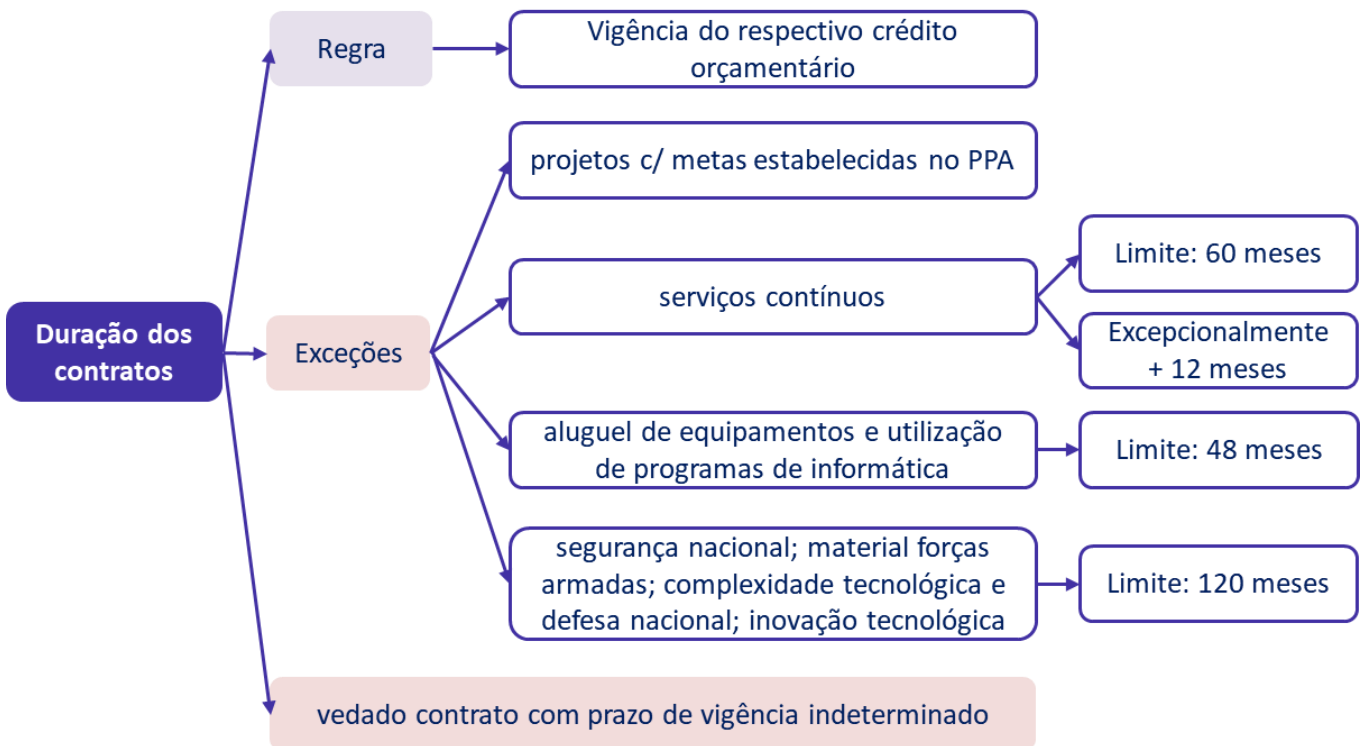 Regra
Vigência do respectivo crédito
orçamentário
projetos c/ metas estabelecidas no PPA
Limite: 60 meses
serviços contínuos
Duração dos
contratos
Exceções
Excepcionalmente
+ 12 meses
aluguel de equipamentos e utilização
de programas de informática
Limite: 48 meses
segurança nacional; material forças
armadas; complexidade tecnológica e
defesa nacional; inovação tecnológica
Limite: 120 meses
vedado contrato com prazo de vigência indeterminado